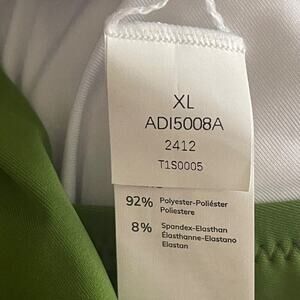 XL
ADI5008A
2412
T1S0005
92% Polyester-Poliéster
Poliestere
8% Spandex-Elasthan
Élasthanne-Elastano
Elastan